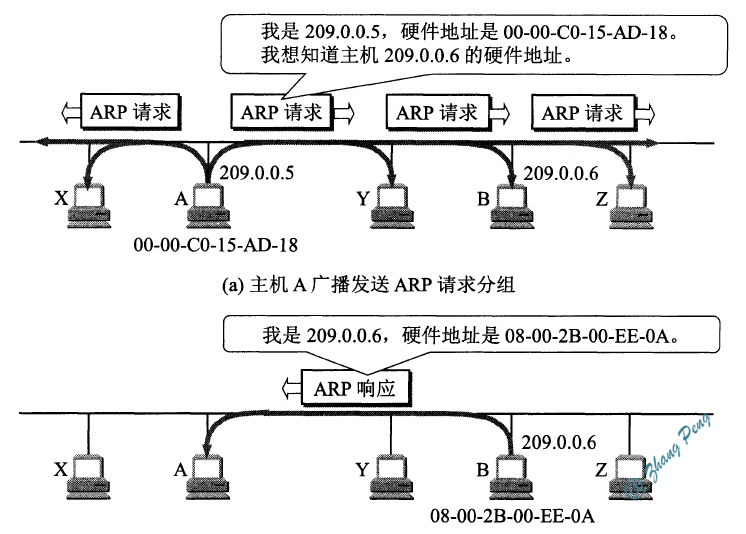 我是 209.0.0.5，硬件地址是 00-00-C0-15-AD-18。
我想知道主机 209.0.0.6 的硬件地址。
ARP 请求 ARP 请求 ARP 请求 ARP 请求
209.0.0.5 209.0.0.6
X A Y B Z
00-00-C0-15-AD-18
(a) 主机 A 广播发送 ARP 请求分组
我是 209.0.0.6，硬件地址是 08-00-2B-00-EE-0A。
ARP 响应
209.0.0.6
X A Y B Z
08-00-2B-00-EE-0A
Zhang Peng